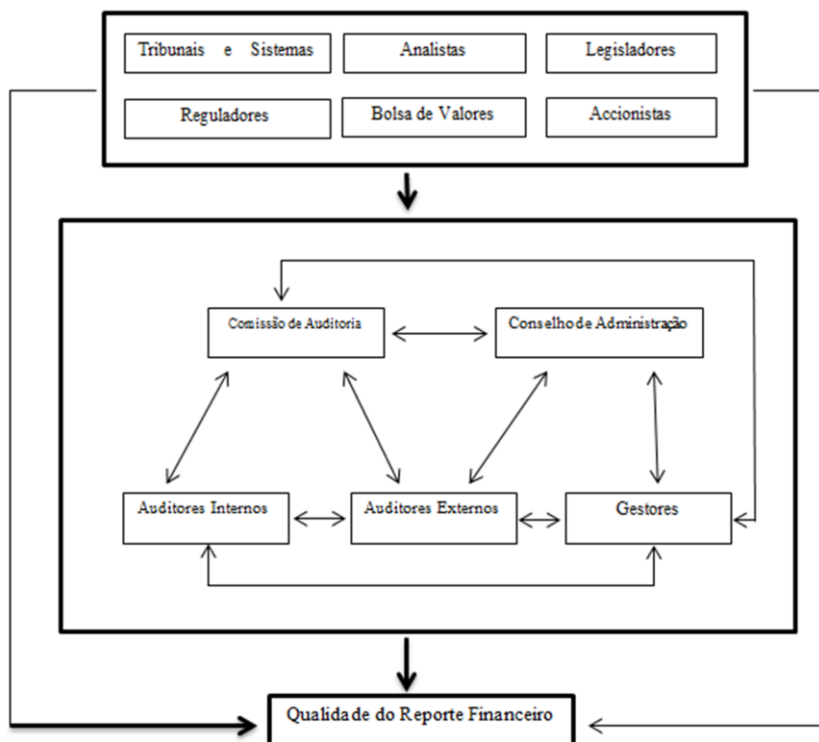 Tribunais e Sistemas
Analistas
Legisladores
Reguladores
Bolsa de Valores
Accionistas
Comissão de Auditoria
Conselho de Administração
Auditores Internos
Auditores Externos
Gestores
Qualidade do Reporte Financeiro